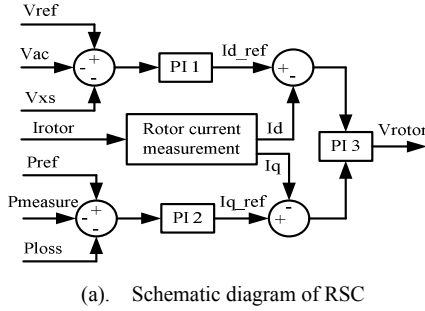 Vref
Id_ref
Vac
PI 1
Vxs
Irotor
Rotor current
measurement
Id
Iq
PI 3
Vrotor
Pref
Pmeasure
PI 2
Iq_ref
Ploss
(a). Schematic diagram of RSC